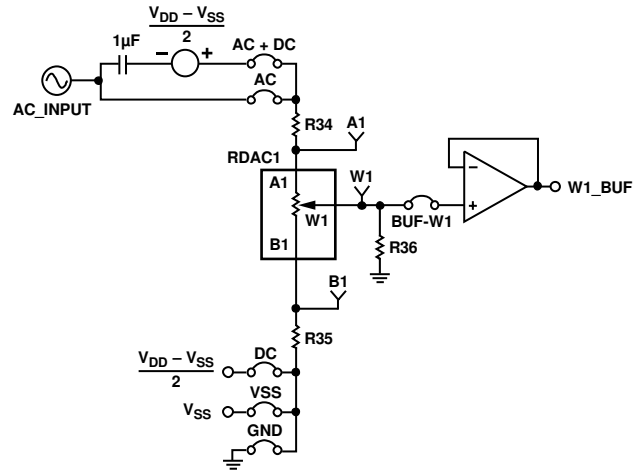 VDD – VSS
2
1µF
–
+
AC + DC
AC_INPUT
AC
R34
A1
RDAC1
A1
W1
B1
W1
BUF-W1
R36
–
+
W1_BUF
B1
R35
VDD – VSS
2
DC
VSS
VSS
GND